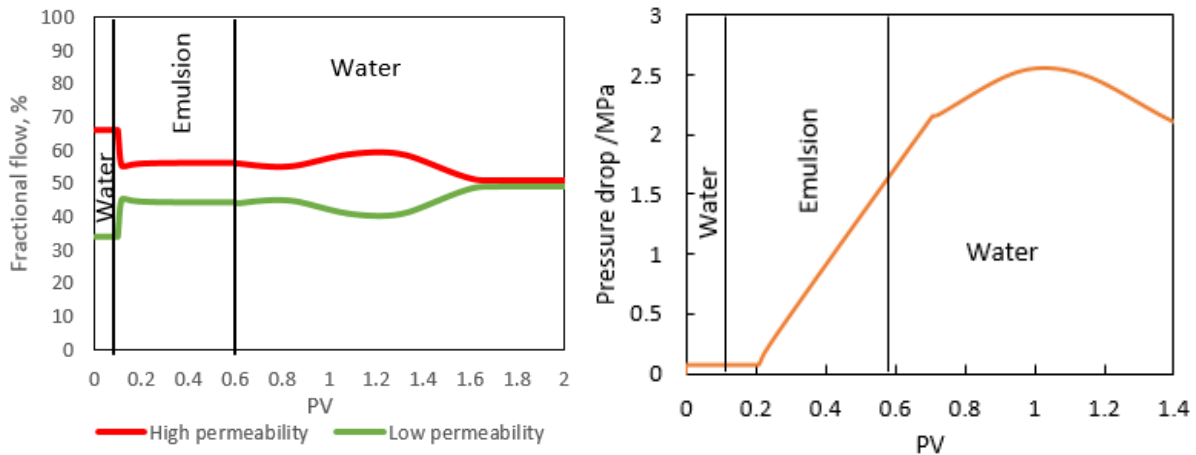 Fractional flow, %
100
90
80
70
60
50
40
30
20
10
0
Water
Emulsion
Water
0 0.2 0.4 0.6 0.8 1 1.2 1.4 1.6 1.8 2
PV
High permeability Low permeability
Pressure drop /MPa
3
2.5
2
1.5
1
0.5
0
Water
Emulsion
Water
0 0.2 0.4 0.6 0.8 1 1.2 1.4
PV